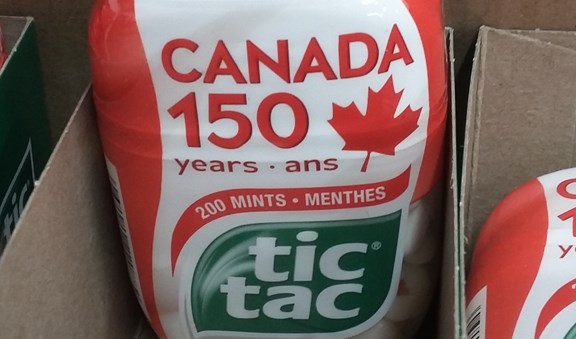 CANADA
150
years · ans
200 MINTS • MENTHES
tic®
tac